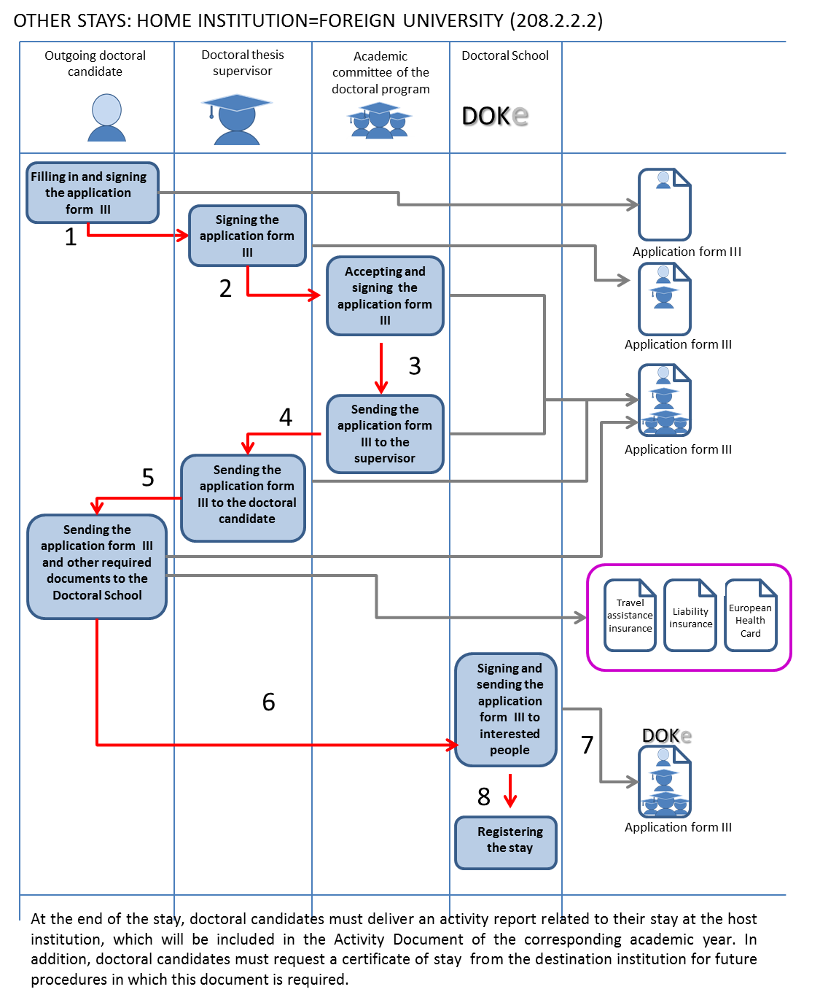 OTHER STAYS: HOME INSTITUTION=FOREIGN UNIVERSITY (208.2.2.2)
Outgoing doctoral
candidate
Doctoral thesis
supervisor
Academic
committee of the
doctoral program
Doctoral School
DOKe
Filling in and signing
the application
form III
1
Signing the
application form
III
2
Accepting and
signing the
application form
III
3
Sending the
application form
III to the
supervisor
4
Sending the
application form
III to the doctoral
candidate
5
Sending the
application form III
and other required
documents to the
Doctoral School
6
Signing and
sending the
application
form III to
interested
people
7
8
Registering
the stay
Application form III
Application form III
Application form III
Travel
assistance
insurance
Liability
insurance
European
Health
Card
DOKe
Application form III
At the end of the stay, doctoral candidates must deliver an activity report related to their stay at the host
institution, which will be included in the Activity Document of the corresponding academic year. In
addition, doctoral candidates must request a certificate of stay from the destination institution for future
procedures in which this document is required.